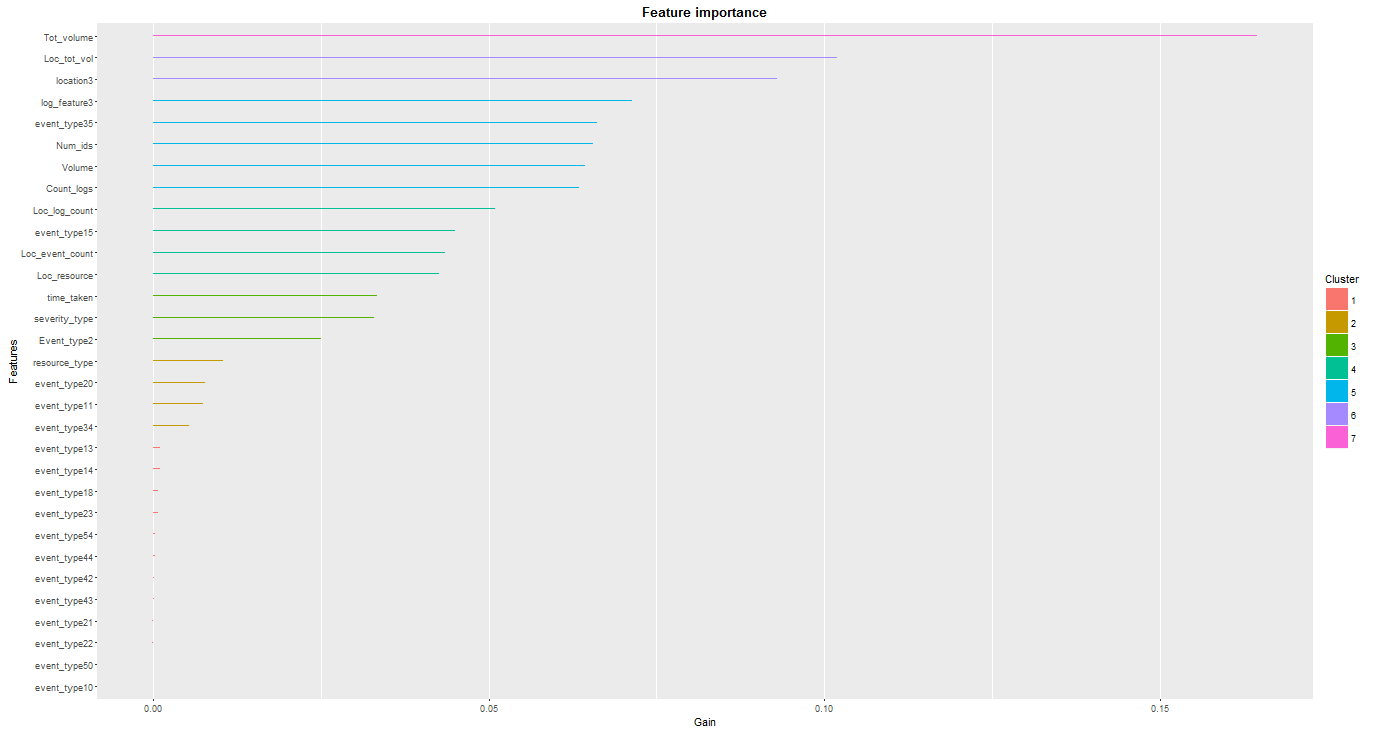 Feature importance
Tot_volume
Loc_tot_vol
location3
log_feature3
event_type35
Num_ids
Volume
Count_logs
Loc_log_count
event_type15
Loc_event_count
Loc_resource
time_taken
severity_type
Event_type2
resource_type
event_type20
event_type11
event_type34
event_type13
event_type14
event_type18
event_type23
event_type54
event_type44
event_type42
event_type43
event_type21
event_type22
event_type50
event_type10
Features
0.00
0.05
0.10
0.15
Gain
Cluster
1
2
3
4
5
6
7